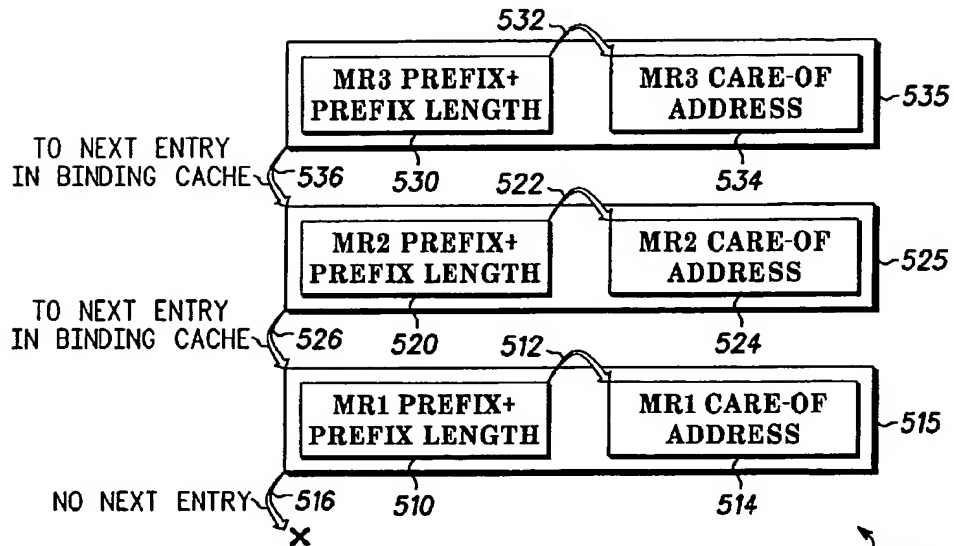 532
MR3 PREFIX+
PREFIX LENGTH
MR3 CARE-OF
ADDRESS
535
TO NEXT ENTRY
IN BINDING CACHE
536
530
522
534
MR2 PREFIX+
PREFIX LENGTH
MR2 CARE-OF
ADDRESS
525
TO NEXT ENTRY
IN BINDING CACHE
526
520
512
524
MR1 PREFIX+
PREFIX LENGTH
MR1 CARE-OF
ADDRESS
515
NO NEXT ENTRY
516
510
514